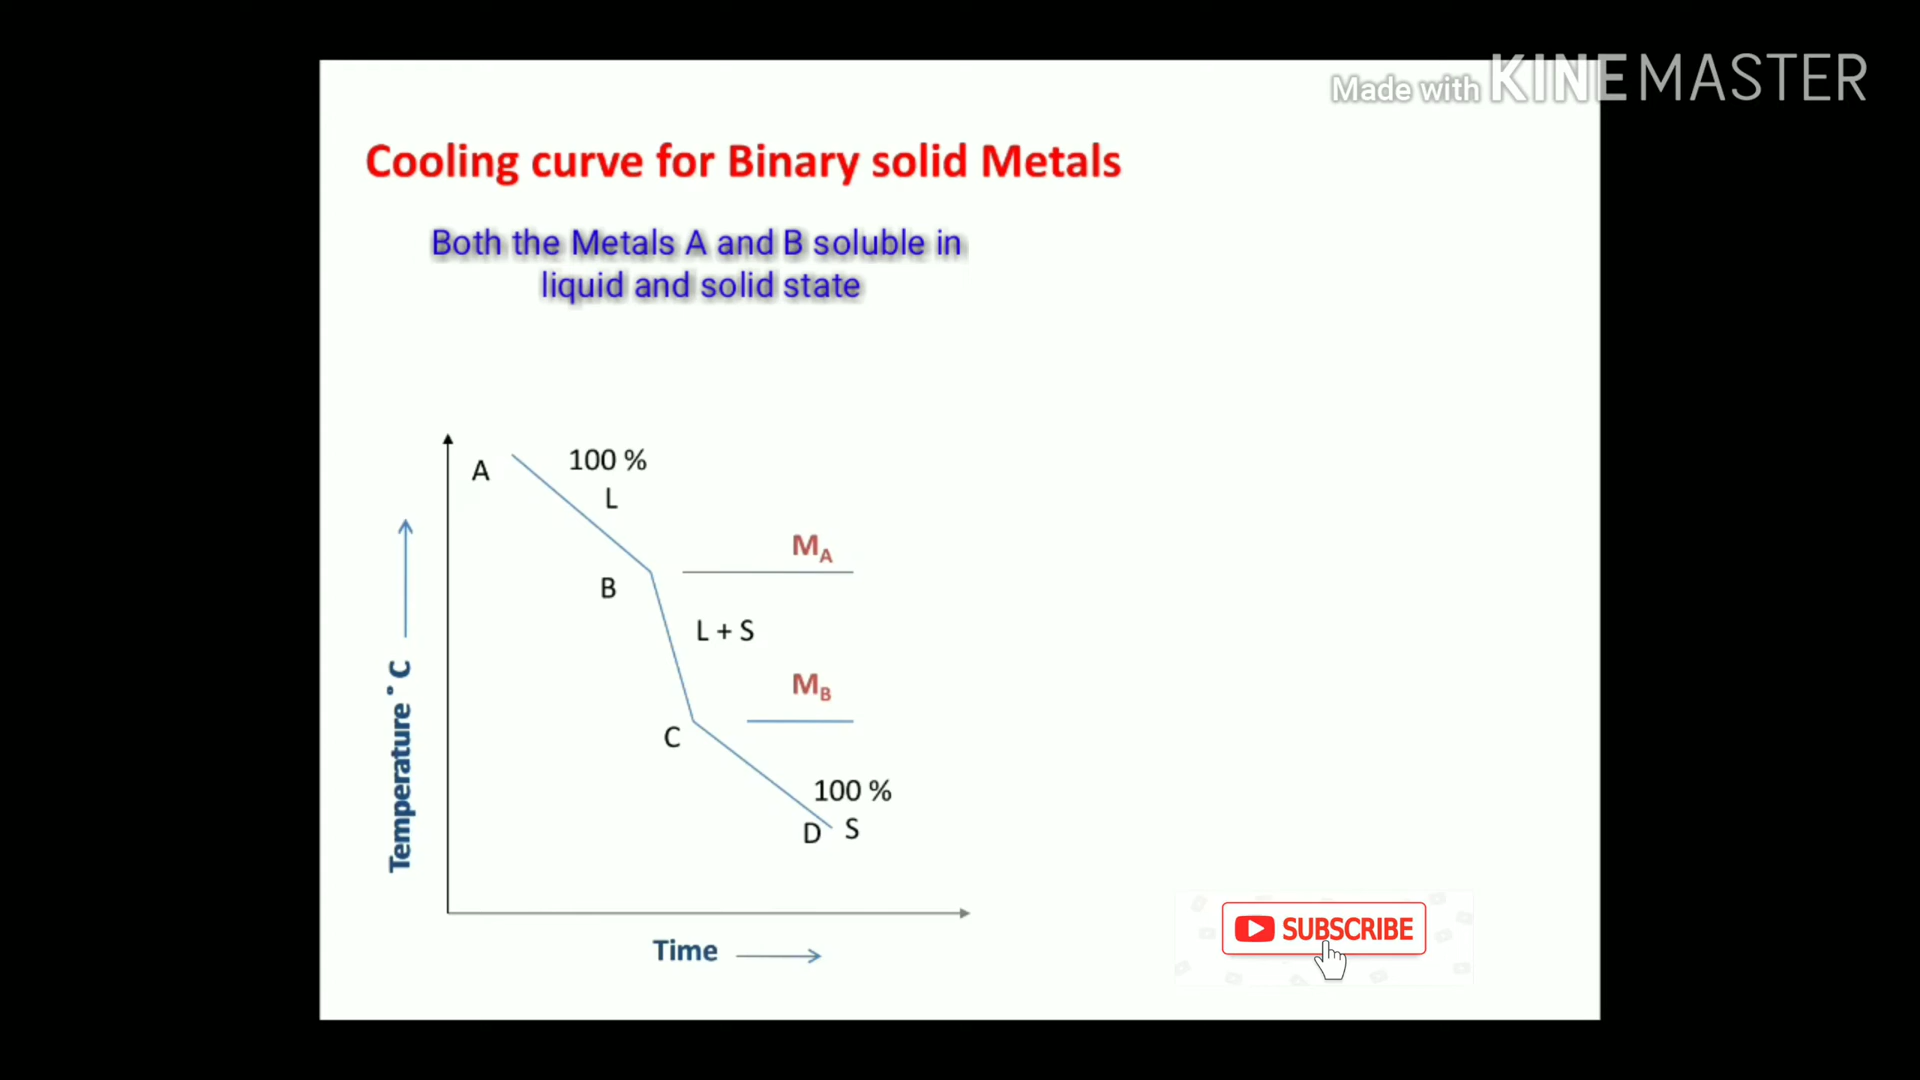 Made with KINEMASTER
Cooling curve for Binary solid Metals
Both the Metals A and B soluble in
liquid and solid state
A
100 %
L
MA
B
L + S
MB
C
100 %
D
S
Temperature ° C
Time
SUBSCRIBE